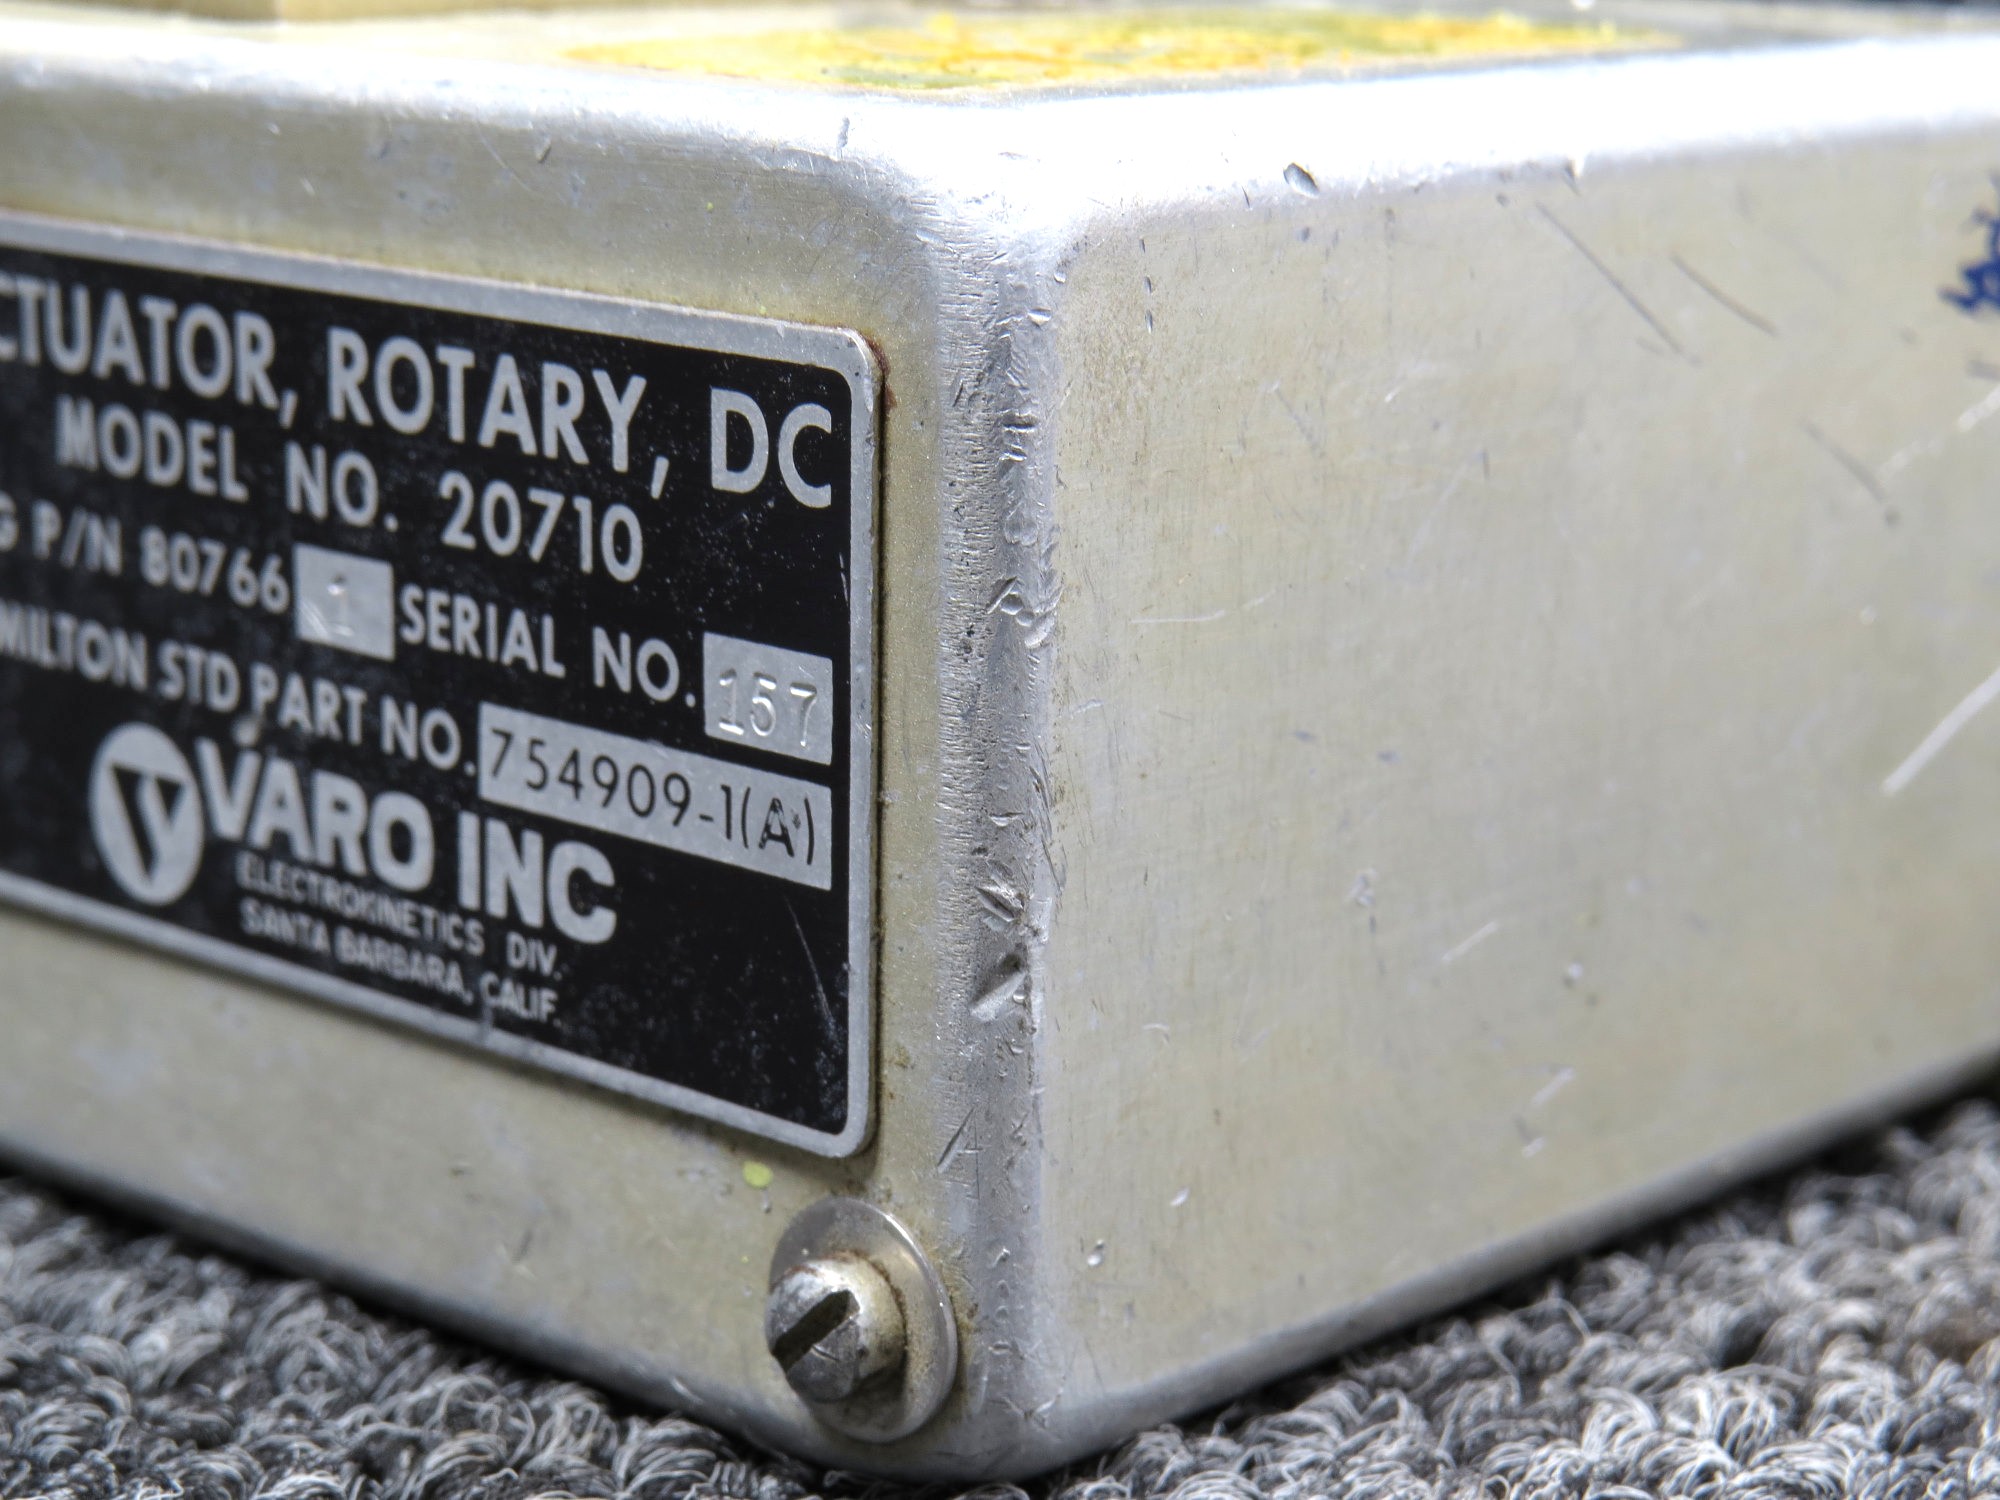 CTUATOR, ROTARY, DC
MODEL NO. 20710
G P/N 80766 1 SERIAL NO. 157
MILTON STD PART NO. 754909-1(A)
VARO INC
ELECTROKINETICS DIV.
SANTA BARBARA, CALIF.